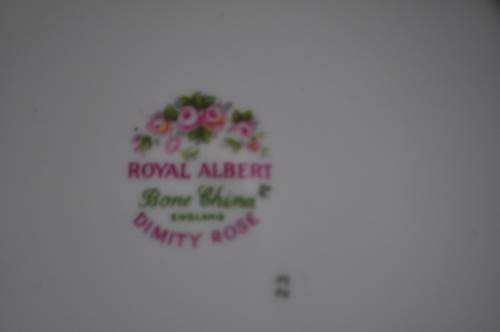 ROYAL ALBERT
Bone China
ENGLAND
DIMITY ROSE